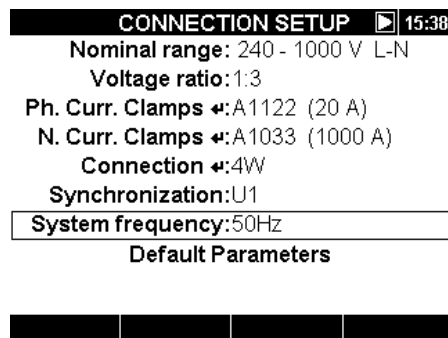 CONNECTION SETUP 15:38
Nominal range: 240 - 1000 V L-N
Voltage ratio:1:3
Ph. Curr. Clamps ↵:A1122 (20 A)
N. Curr. Clamps ↵:A1033 (1000 A)
Connection ↵:4W
Synchronization:U1
System frequency:50Hz
Default Parameters